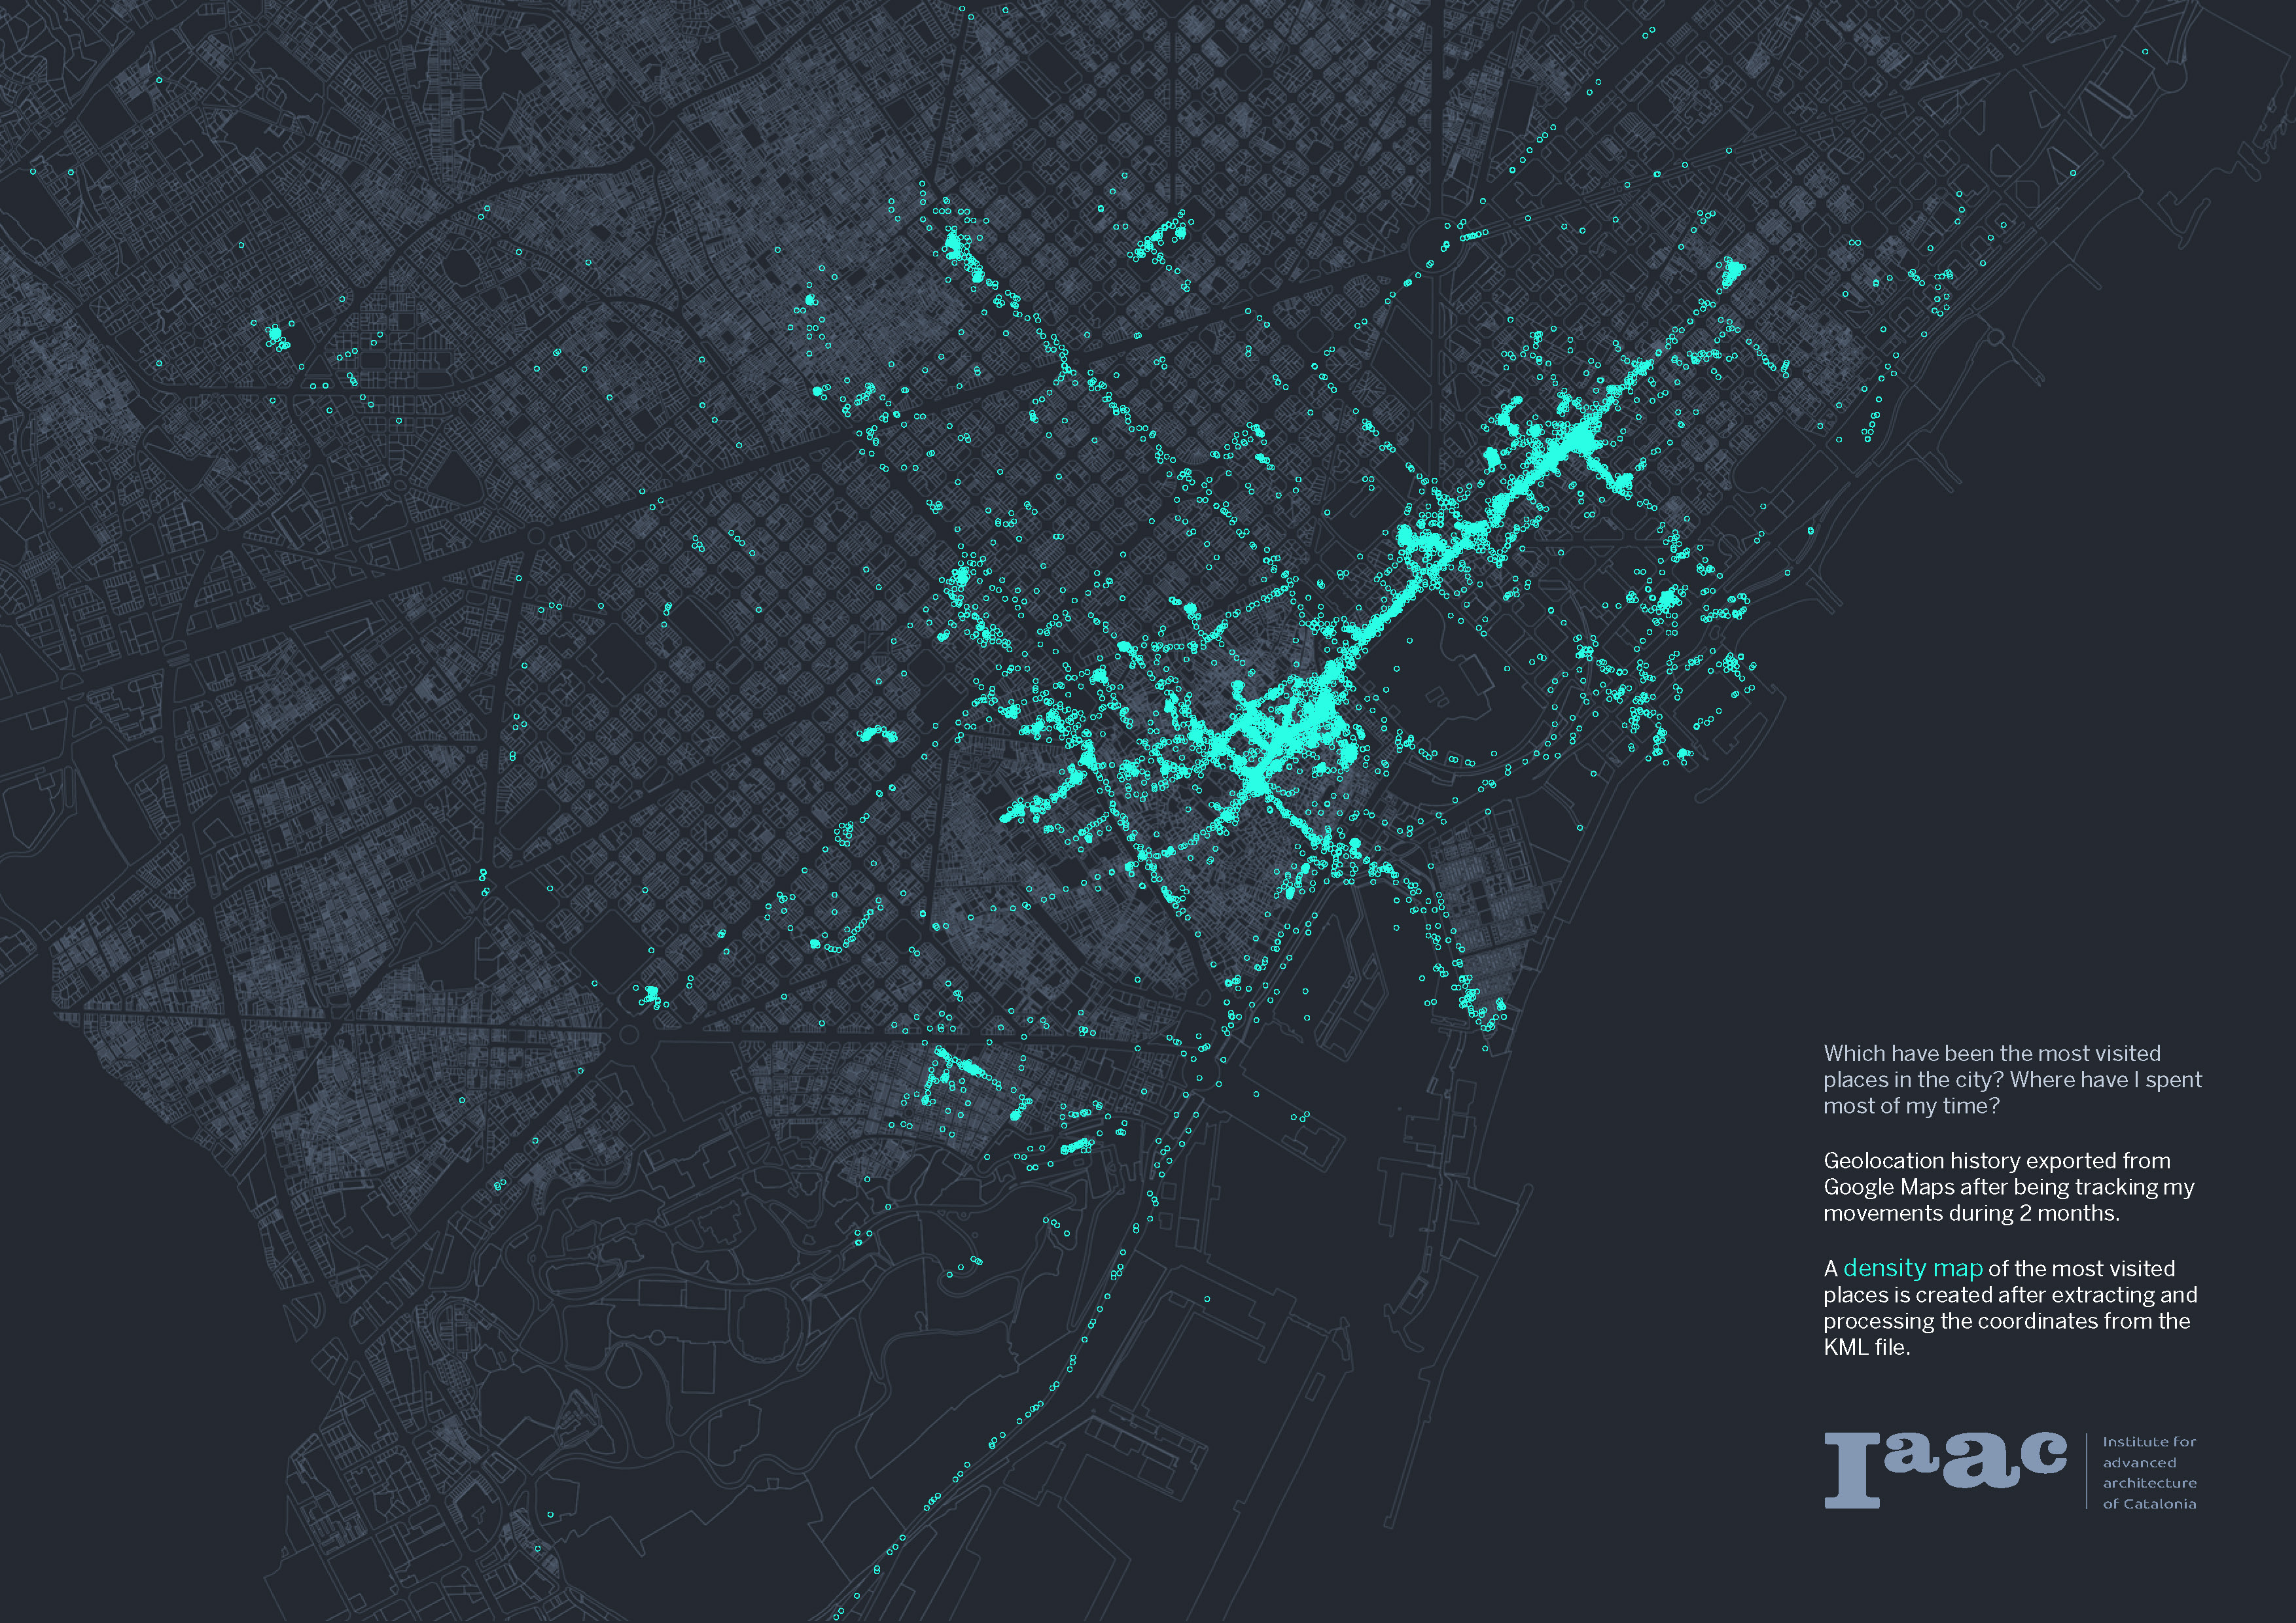 Which have been the most visited
places in the city? Where have I spent
most of my time?
Geolocation history exported from
Google Maps after being tracking my
movements during 2 months.
A density map of the most visited
places is created after extracting and
processing the coordinates from the
KML file.
Iaac
Institute for
advanced
architecture
of Catalonia